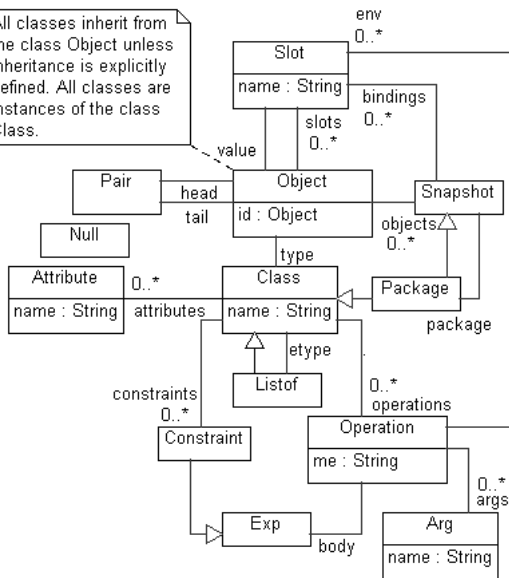 All classes inherit from
the class Object unless
inheritance is explicitly
defined. All classes are
instances of the class
Class.
env
0..*
Slot
name : String
bindings
0..*
slots
0..*
value
Pair
head
tail
Object
id : Object
Snapshot
objects
0..*
Null
type
Attribute
name : String
0..*
attributes
Class
name : String
Package
package
etype
Listof
constraints
0..*
0..*
operations
Constraint
Operation
me : String
Exp
body
0..*
args
Arg
name : String